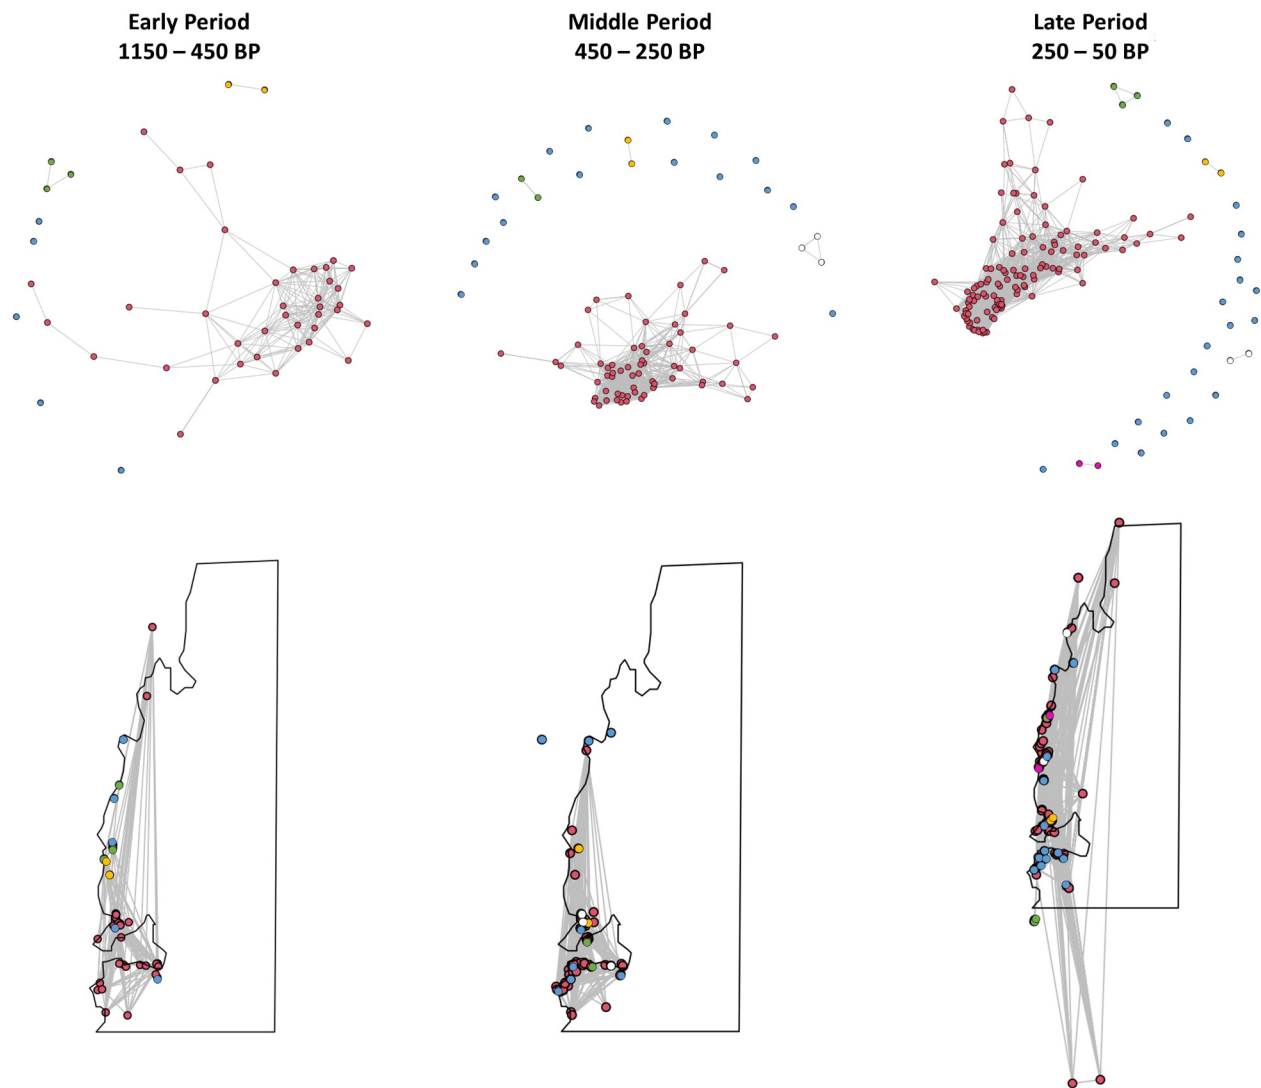 Early Period
1150 – 450 BP
Middle Period
450 – 250 BP
Late Period
250 – 50 BP